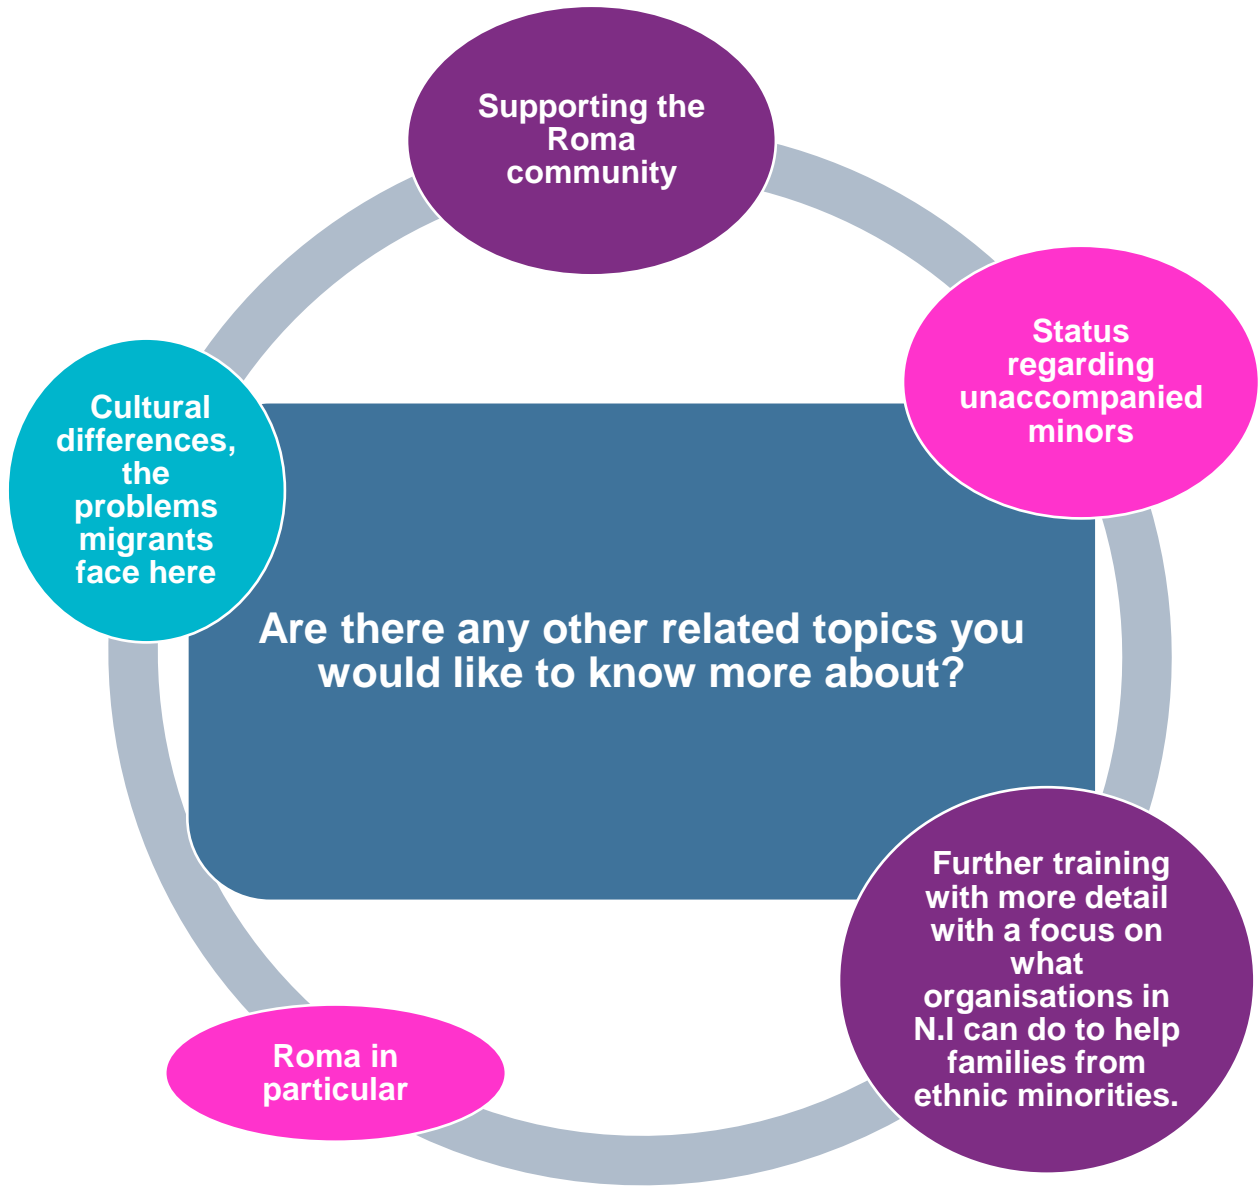 Supporting the
Roma
community
Status
regarding
unaccompanied
minors
Cultural
differences,
the
problems
migrants
face here
Are there any other related topics you
would like to know more about?
Further training
with more detail
with a focus on
what
organisations in
N.I can do to help
families from
ethnic minorities.
Roma in
particular